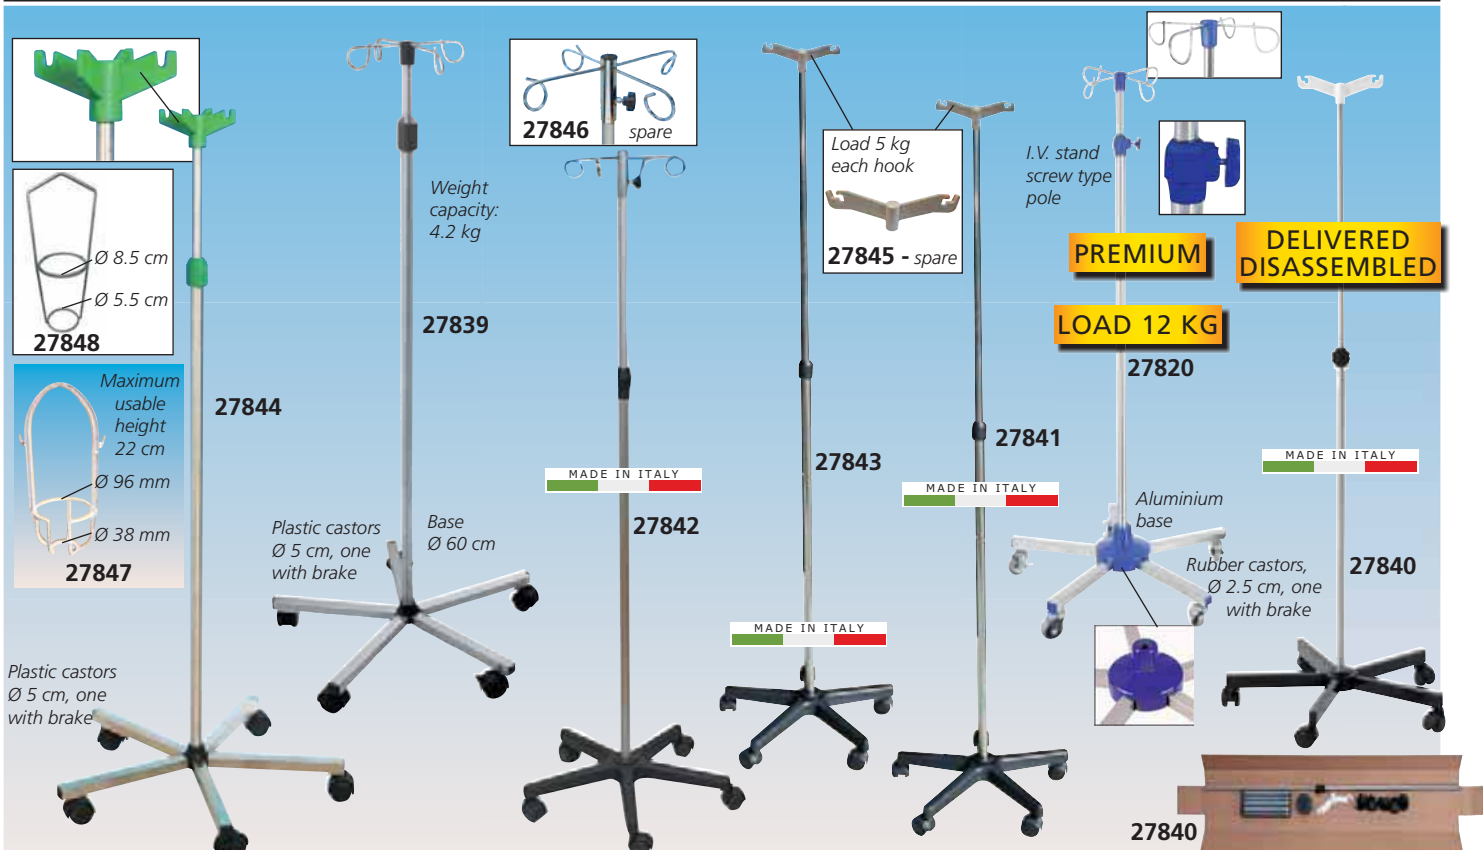 27846 spare
Load 5 kg
each hook
27845 - spare
I.V. stand
screw type
pole
Weight
capacity:
4.2 kg
PREMIUM
DELIVERED
DISASSEMBLED
LOAD 12 KG
27820
Ø 8.5 cm
Ø 5.5 cm
27848
27839
Maximum
usable
height
22 cm
Ø 96 mm
Ø 38 mm
27847
27844
27843
27841
MADE IN ITALY
MADE IN ITALY
MADE IN ITALY
27842
Plastic castors
Ø 5 cm, one
with brake
Base
Ø 60 cm
Aluminium
base
Rubber castors,
Ø 2.5 cm, one
with brake
27840
MADE IN ITALY
Plastic castors
Ø 5 cm, one
with brake
27840